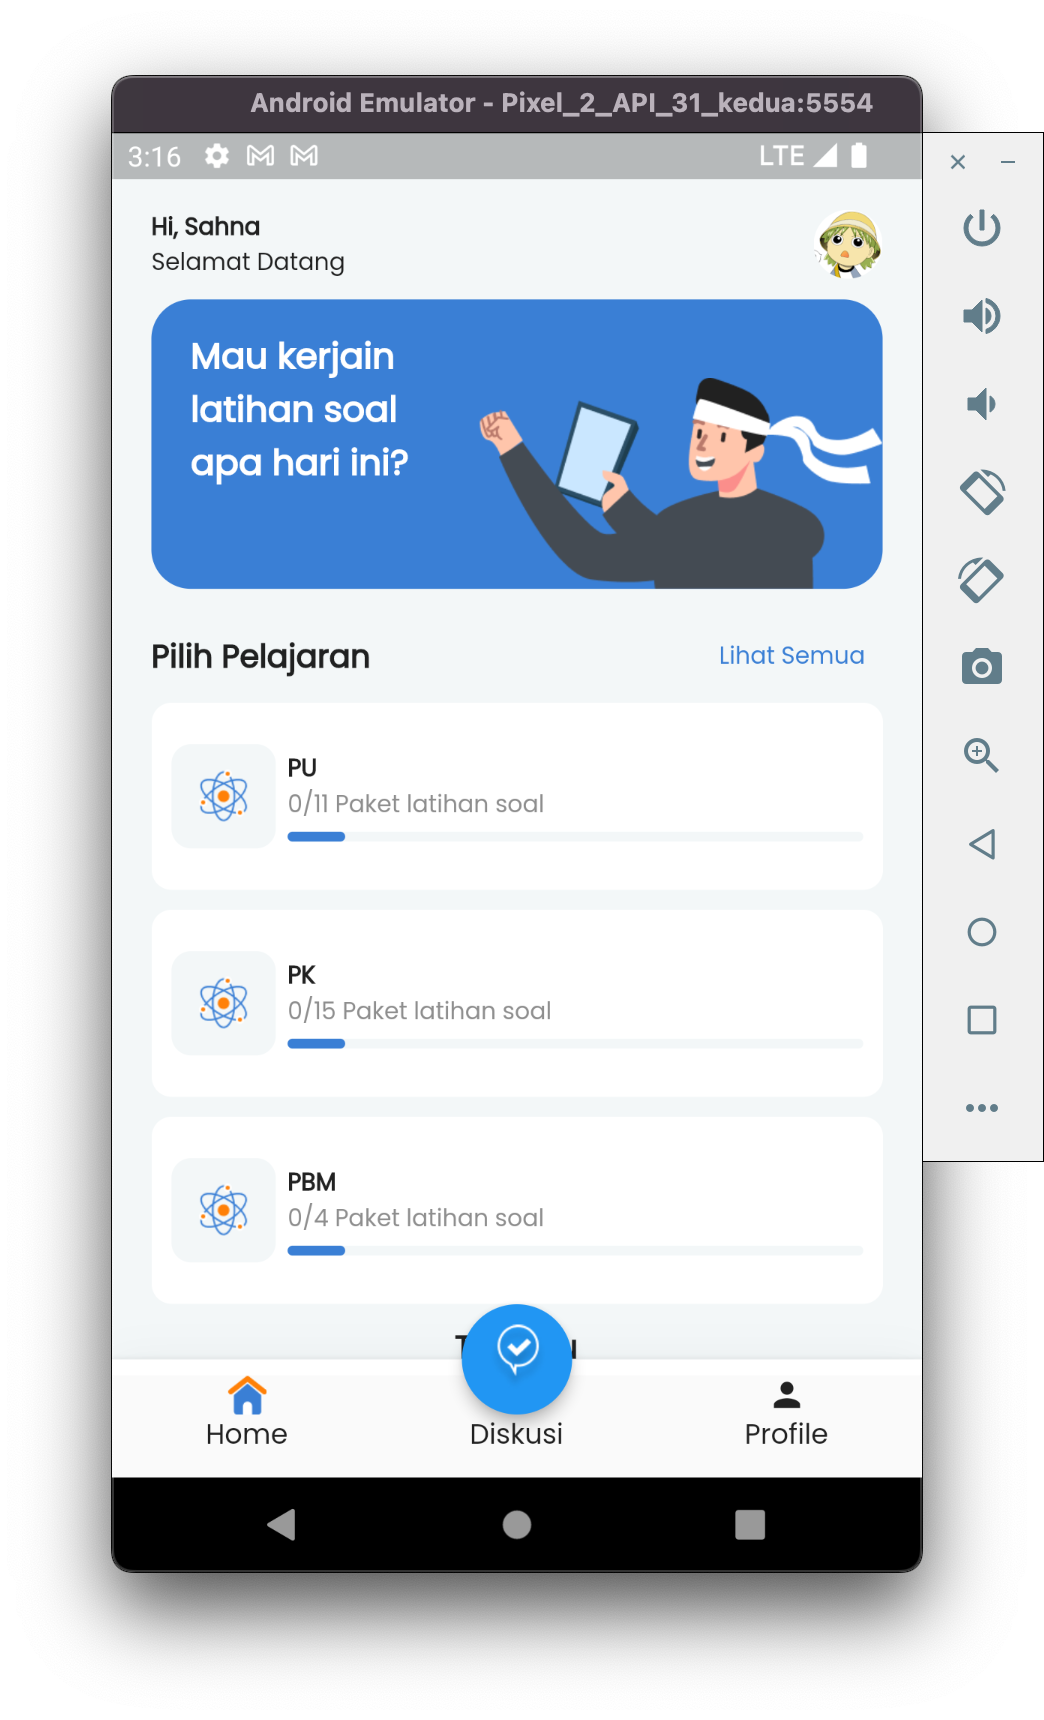 Android Emulator - Pixel_2_API_31_kedua:5554
3:16
LTE
Hi, Sahna
Selamat Datang
Mau kerjain
latihan soal
apa hari ini?
Pilih Pelajaran
Lihat Semua
PU
0/11 Paket latihan soal
PK
0/15 Paket latihan soal
PBM
0/4 Paket latihan soal
Home
Diskusi
Profile